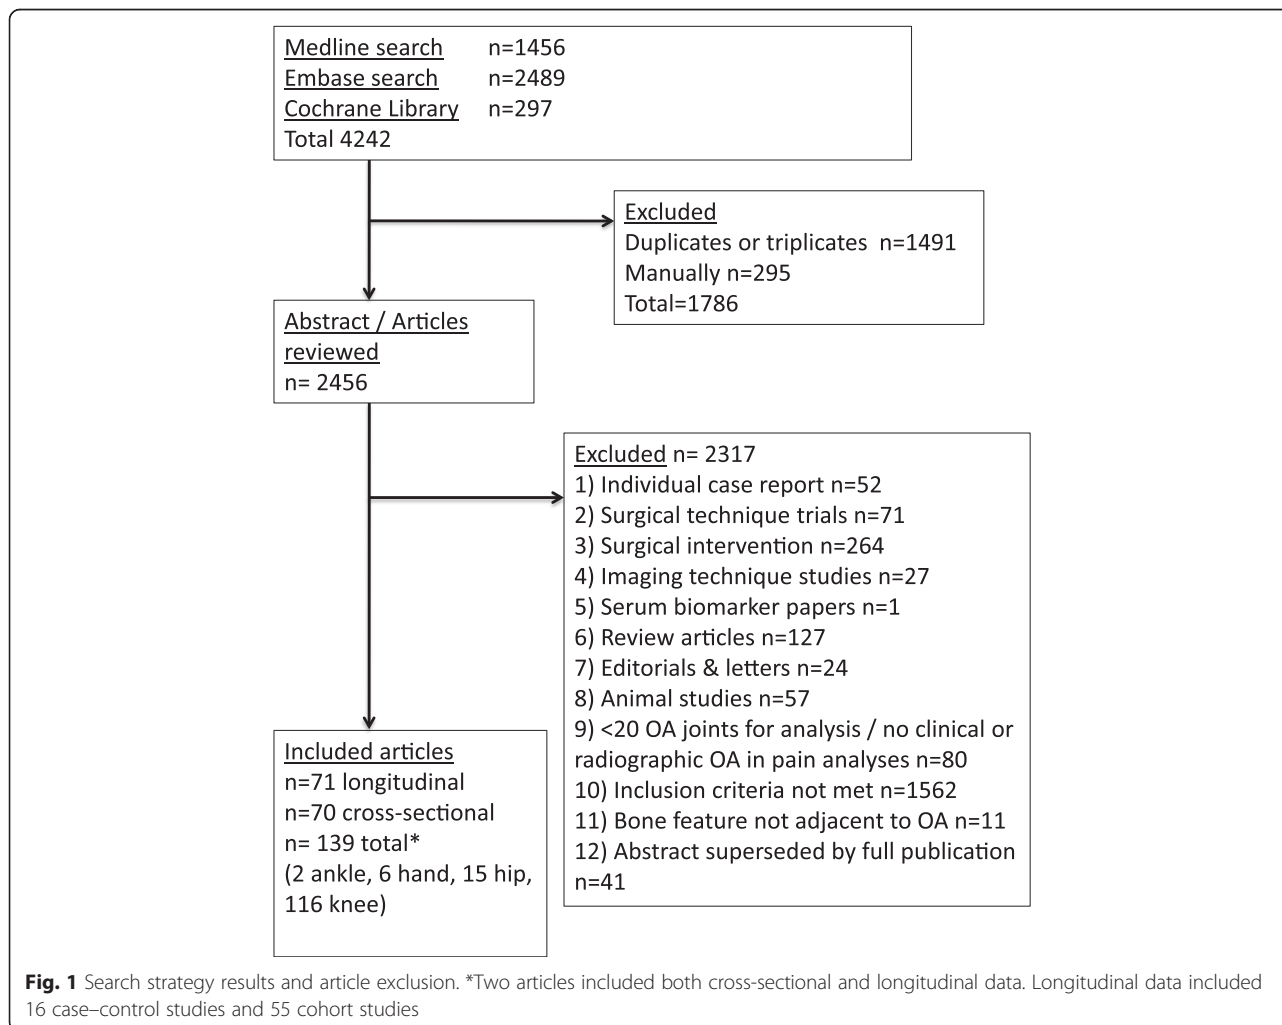 Medline search n=1456
Embase search n=2489
Cochrane Library n=297
Total 4242
Excluded
Duplicates or triplicates n=1491
Manually n=295
Total=1786
Abstract / Articles
reviewed
n= 2456
Excluded n= 2317
1) Individual case report n=52
2) Surgical technique trials n=71
3) Surgical intervention n=264
4) Imaging technique studies n=27
5) Serum biomarker papers n=1
6) Review articles n=127
7) Editorials & letters n=24
8) Animal studies n=57
9) <20 OA joints for analysis / no clinical or
radiographic OA in pain analyses n=80
10) Inclusion criteria not met n=1562
11) Bone feature not adjacent to OA n=11
12) Abstract superseded by full publication
n=41
Included articles
n=71 longitudinal
n=70 cross-sectional
n= 139 total*
(2 ankle, 6 hand, 15 hip,
116 knee)
Fig. 1 Search strategy results and article exclusion. *Two articles included both cross-sectional and longitudinal data. Longitudinal data included
16 case–control studies and 55 cohort studies